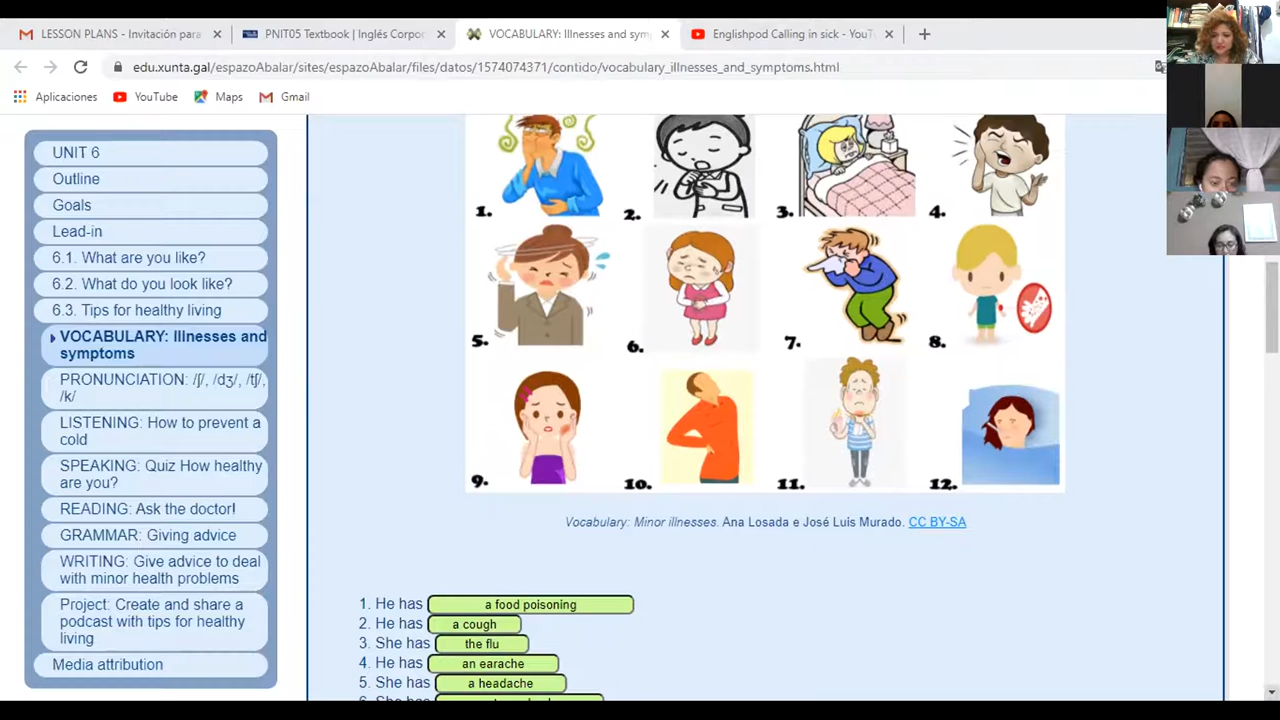 LESSON PLANS - Invitación para
PNIT05 Textbook | Inglés Corpor
VOCABULARY: Illnesses and sym
Englishpod Calling in sick - YouT
edu.xunta.gal/espazoAbalar/sites/espazoAbalar/files/datos/1574074371/contido/vocabulary_illnesses_and_symptoms.html
Aplicaciones YouTube Maps Gmail
UNIT 6
Outline
Goals
Lead-in
6.1. What are you like?
6.2. What do you look like?
6.3. Tips for healthy living
VOCABULARY: Illnesses and
symptoms
PRONUNCIATION: /ʃ/, /dʒ/, /tʃ/,
/k/
LISTENING: How to prevent a
cold
SPEAKING: Quiz How healthy
are you?
READING: Ask the doctor!
GRAMMAR: Giving advice
WRITING: Give advice to deal
with minor health problems
Project: Create and share a
podcast with tips for healthy
living
Media attribution
1. 2. 3. 4.
5. 6. 7. 8.
9. 10. 11. 12.
Vocabulary: Minor illnesses. Ana Losada e José Luis Murado. CC BY-SA
1. He has a food poisoning
2. He has a cough
3. She has the flu
4. He has an earache
5. She has a headache